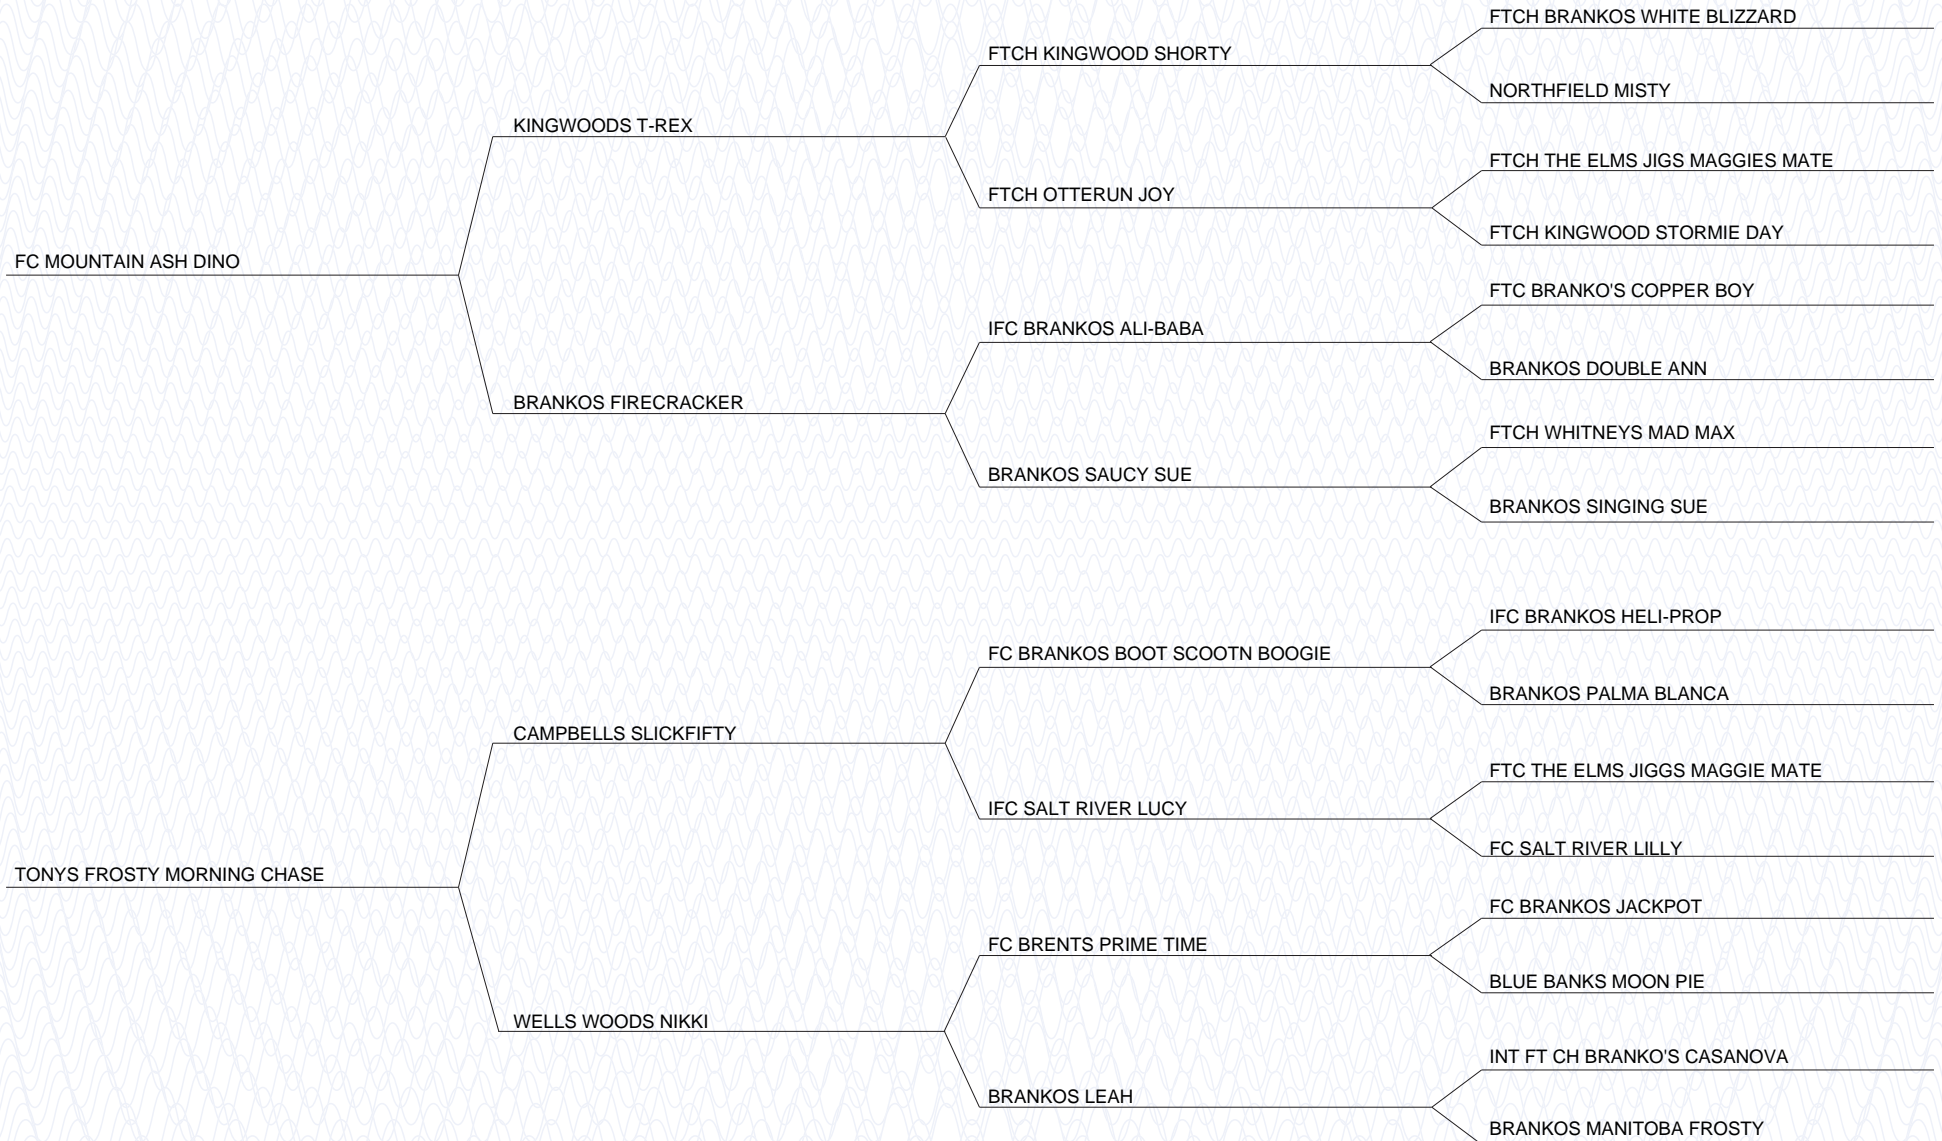 FTCH BRANKOS WHITE BLIZZARD
FTCH KINGWOOD SHORTY
NORTHFIELD MISTY
KINGWOODS T-REX
FTCH THE ELMS JIGS MAGGIES MATE
FTCH OTTERUN JOY
FTCH KINGWOOD STORMIE DAY
FC MOUNTAIN ASH DINO
FTC BRANKO'S COPPER BOY
IFC BRANKOS ALI-BABA
BRANKOS DOUBLE ANN
BRANKOS FIRECRACKER
FTCH WHITNEYS MAD MAX
BRANKOS SAUCY SUE
BRANKOS SINGING SUE
IFC BRANKOS HELI-PROP
FC BRANKOS BOOT SCOOTN BOOGIE
BRANKOS PALMA BLANCA
CAMPBELLS SLICKFIFTY
FTC THE ELMS JIGGS MAGGIE MATE
IFC SALT RIVER LUCY
FC SALT RIVER LILLY
TONYS FROSTY MORNING CHASE
FC BRANKOS JACKPOT
FC BRENTS PRIME TIME
BLUE BANKS MOON PIE
WELLS WOODS NIKKI
INT FT CH BRANKO'S CASANOVA
BRANKOS LEAH
BRANKOS MANITOBA FROSTY